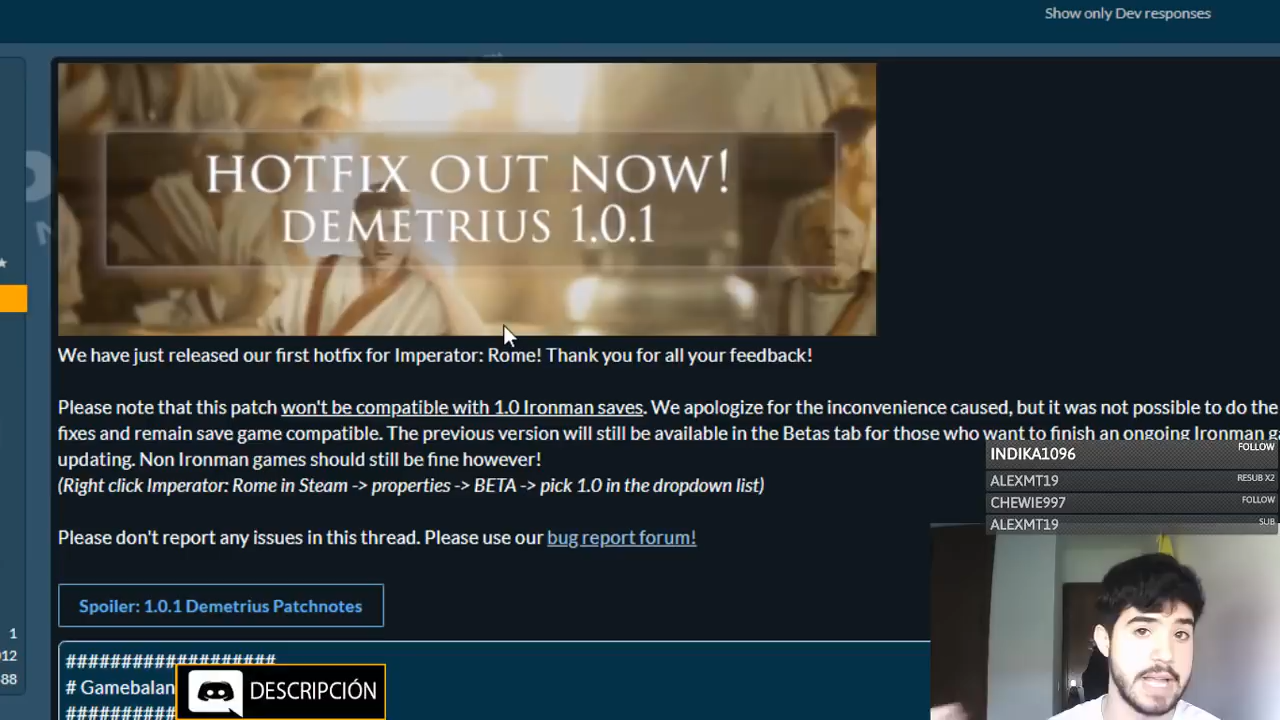 Show only Dev responses
HOTFIX OUT NOW!
DEMETRIUS 1.0.1
We have just released our first hotfix for Imperator: Rome! Thank you for all your feedback!
Please note that this patch won't be compatible with 1.0 Ironman saves. We apologize for the inconvenience caused, but it was not possible to do the
fixes and remain save game compatible. The previous version will still be available in the Betas tab for those who want to finish an ongoing Ironman
updating. Non Ironman games should still be fine however!
(Right click Imperator: Rome in Steam -> properties -> BETA -> pick 1.0 in the dropdown list)
Please don't report any issues in this thread. Please use our bug report forum!
Spoiler: 1.0.1 Demetrius Patchnotes
###################
# Gamebalan
##########
1
912
88
DESCRIPCIÓN
INDIKA1096 FOLLOW
ALEXMT19 RESUB X2
CHEWIE997 FOLLOW
ALEXMT19 SUB